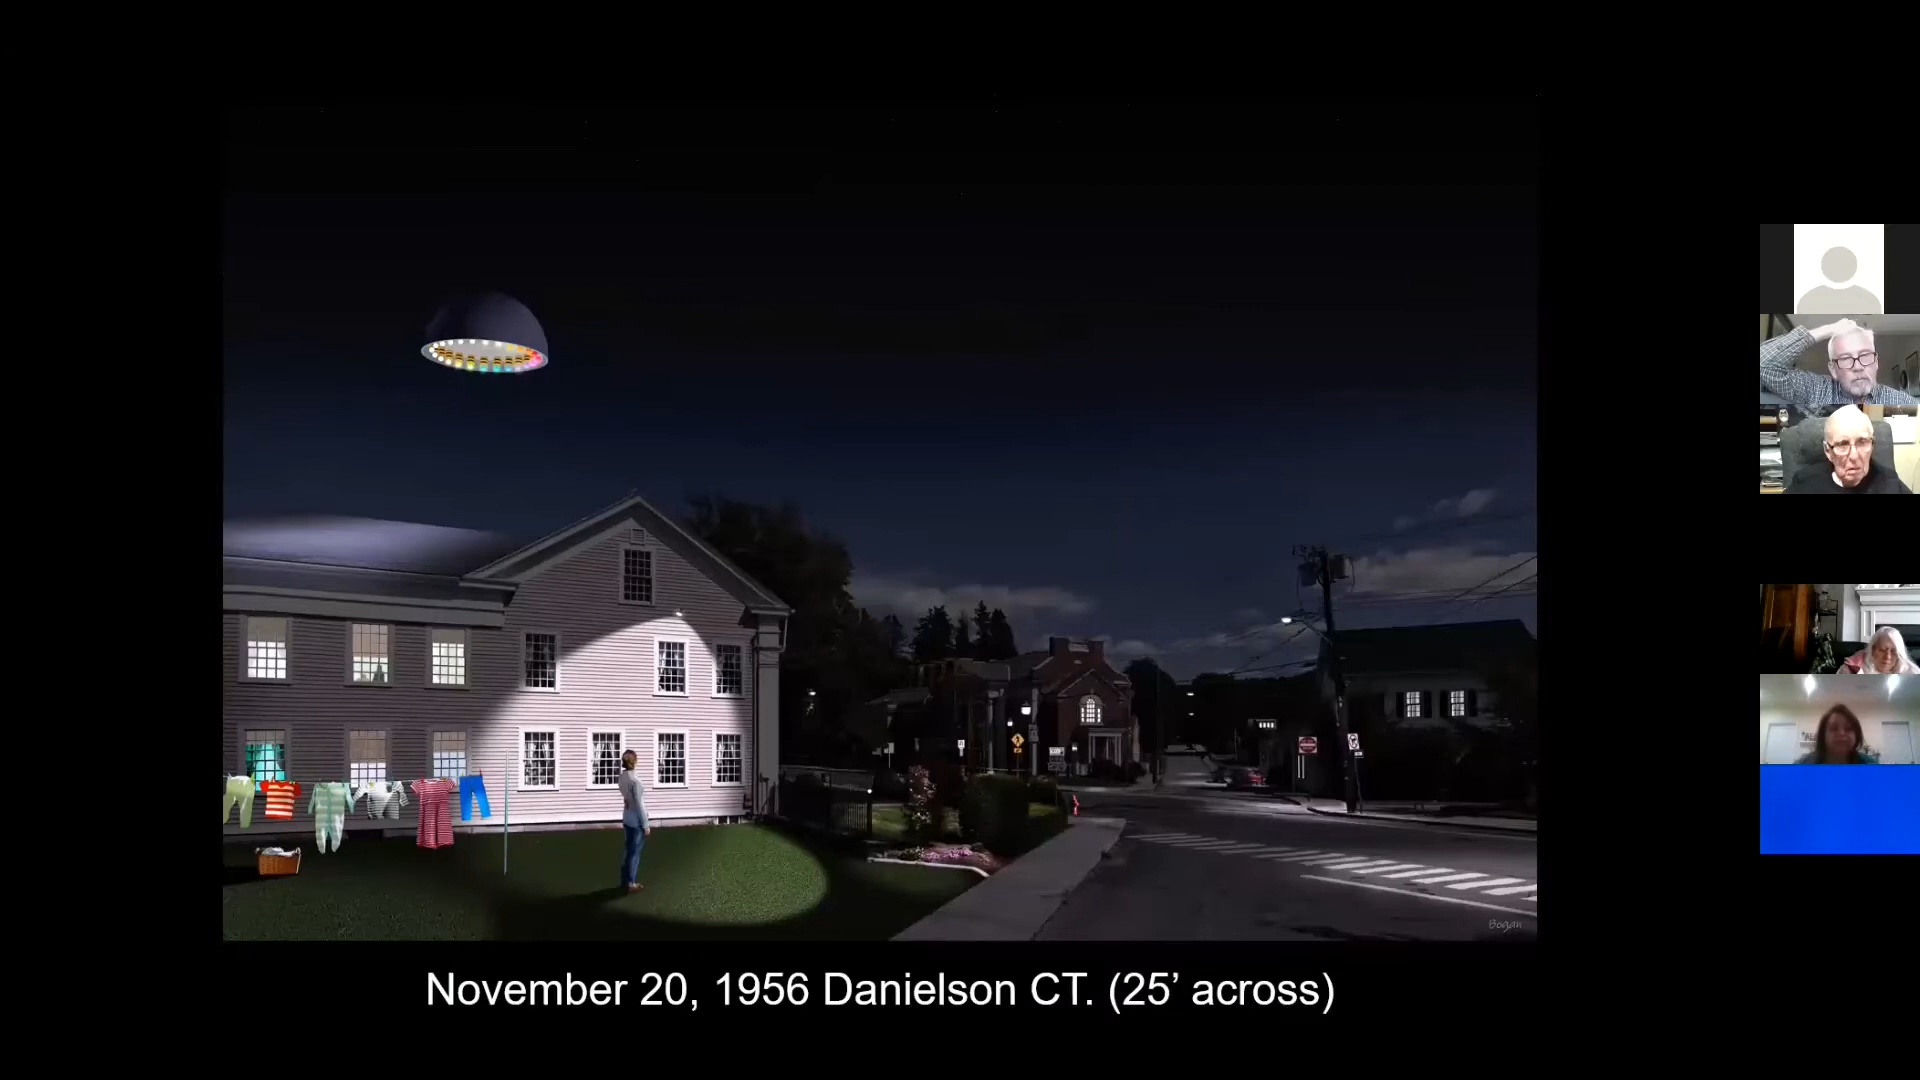 Bogan
November 20, 1956 Danielson CT. (25’ across)